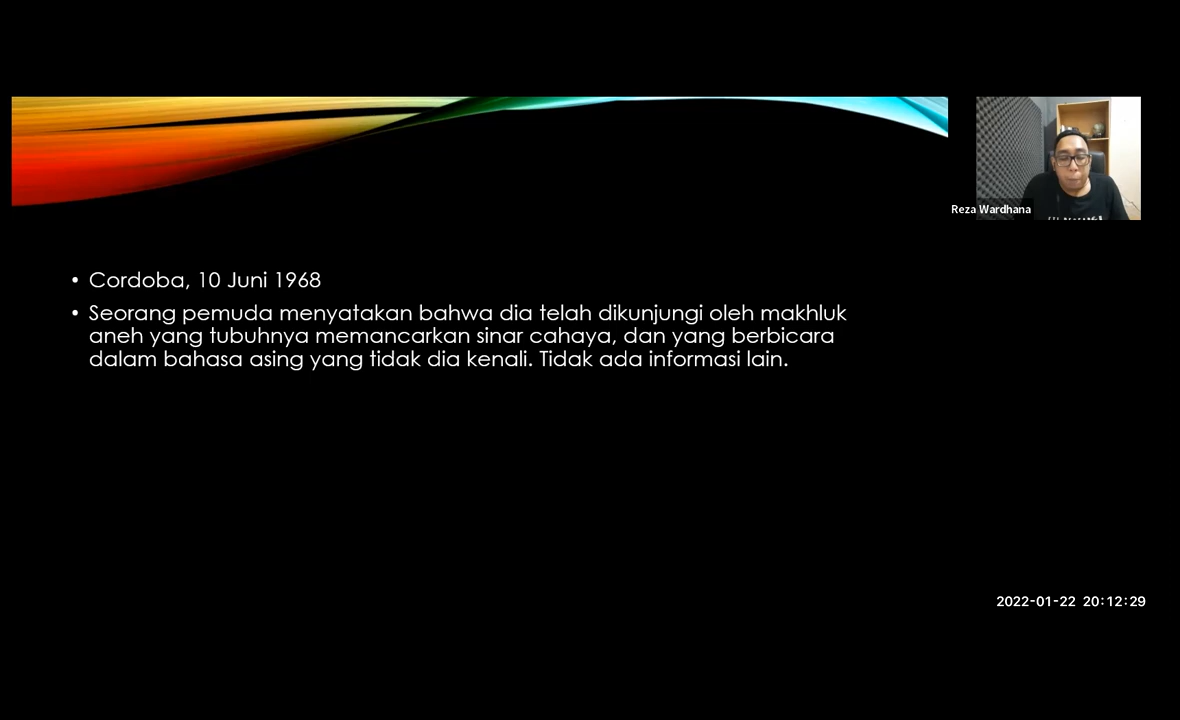 Reza Wardhana
• Cordoba, 10 Juni 1968
• Seorang pemuda menyatakan bahwa dia telah dikunjungi oleh makhluk
aneh yang tubuhnya memancarkan sinar cahaya, dan yang berbicara
dalam bahasa asing yang tidak dia kenali. Tidak ada informasi lain.
2022-01-22 20:12:29